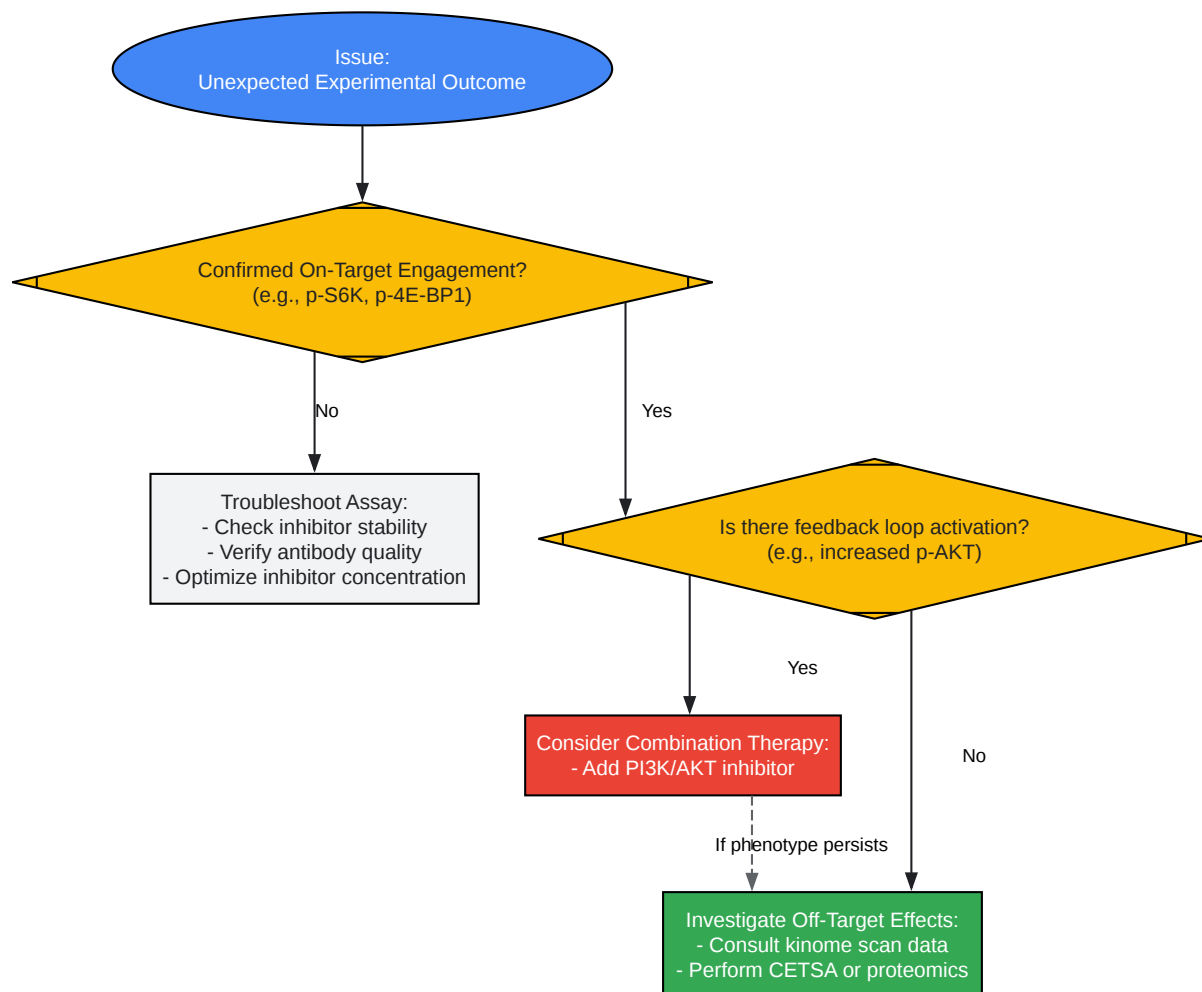 Issue:
Unexpected Experimental Outcome
Confirmed On-Target Engagement?
(e.g., p-S6K, p-4E-BP1)
No
Yes
Troubleshoot Assay:
- Check inhibitor stability
- Verify antibody quality
- Optimize inhibitor concentration
Is there feedback loop activation?
(e.g., increased p-AKT)
Yes
No
Consider Combination Therapy:
- Add PI3K/AKT inhibitor
If phenotype persists
Investigate Off-Target Effects:
- Consult kinome scan data
- Perform CETSA or proteomics